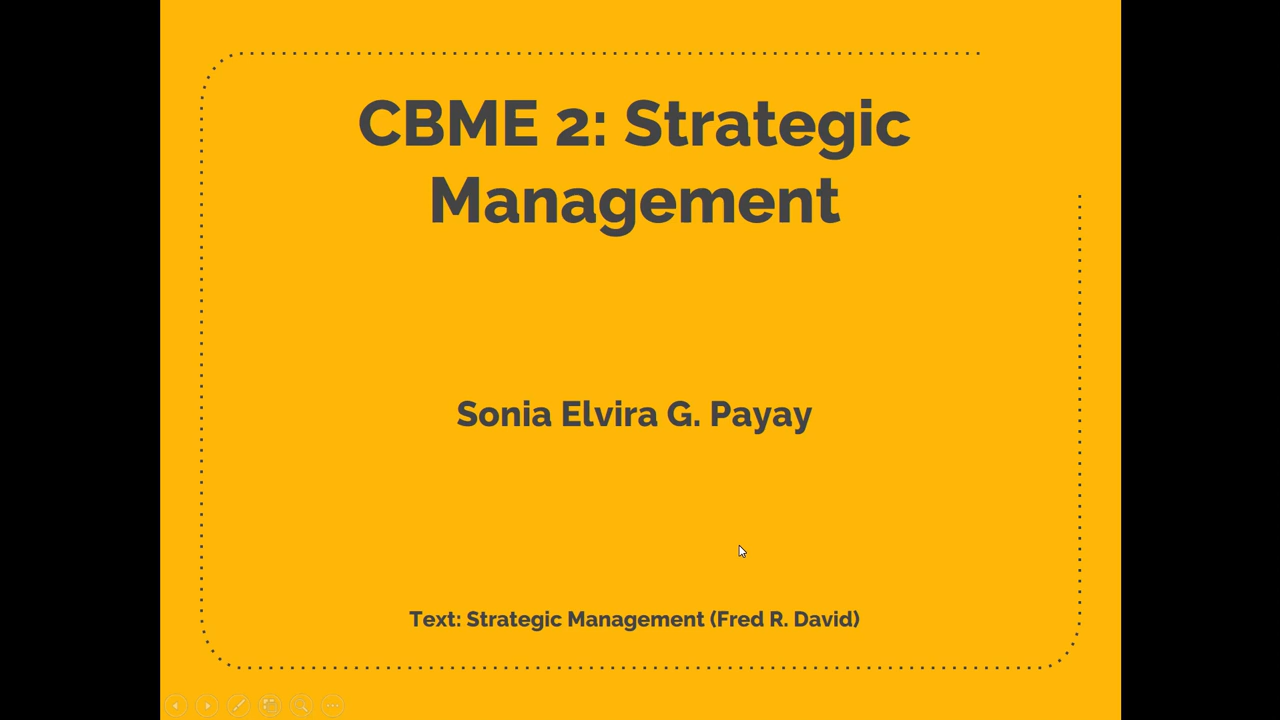 CBME 2: Strategic
Management
Sonia Elvira G. Payay
Text: Strategic Management (Fred R. David)